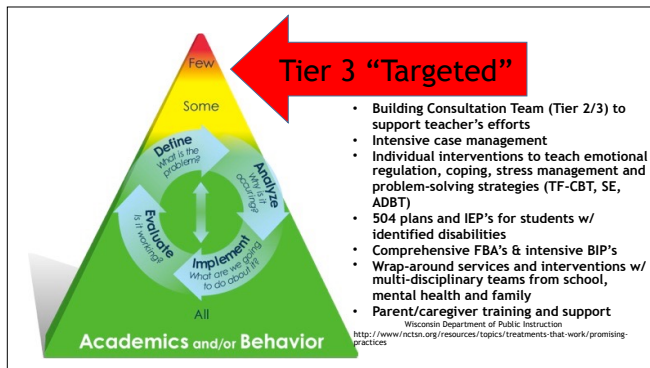 Few
Tier 3 “Targeted”
Some
Define
What is the
problem?
Analyze
Why is it
occuring?
Implement
What are we going
to do about it?
Evaluate
Is it working?
All
Academics and/or Behavior
• Building Consultation Team (Tier 2/3) to
support teacher’s efforts
• Intensive case management
• Individual interventions to teach emotional
regulation, coping, stress management and
problem-solving strategies (TF-CBT, SE,
ADBT)
• 504 plans and IEP’s for students w/
identified disabilities
• Comprehensive FBA’s & intensive BIP’s
• Wrap-around services and interventions w/
multi-disciplinary teams from school,
mental health and family
• Parent/caregiver training and support
Wisconsin Department of Public Instruction
http://www/nctsn.org/resources/topics/treatments-that-work/promising-
practices